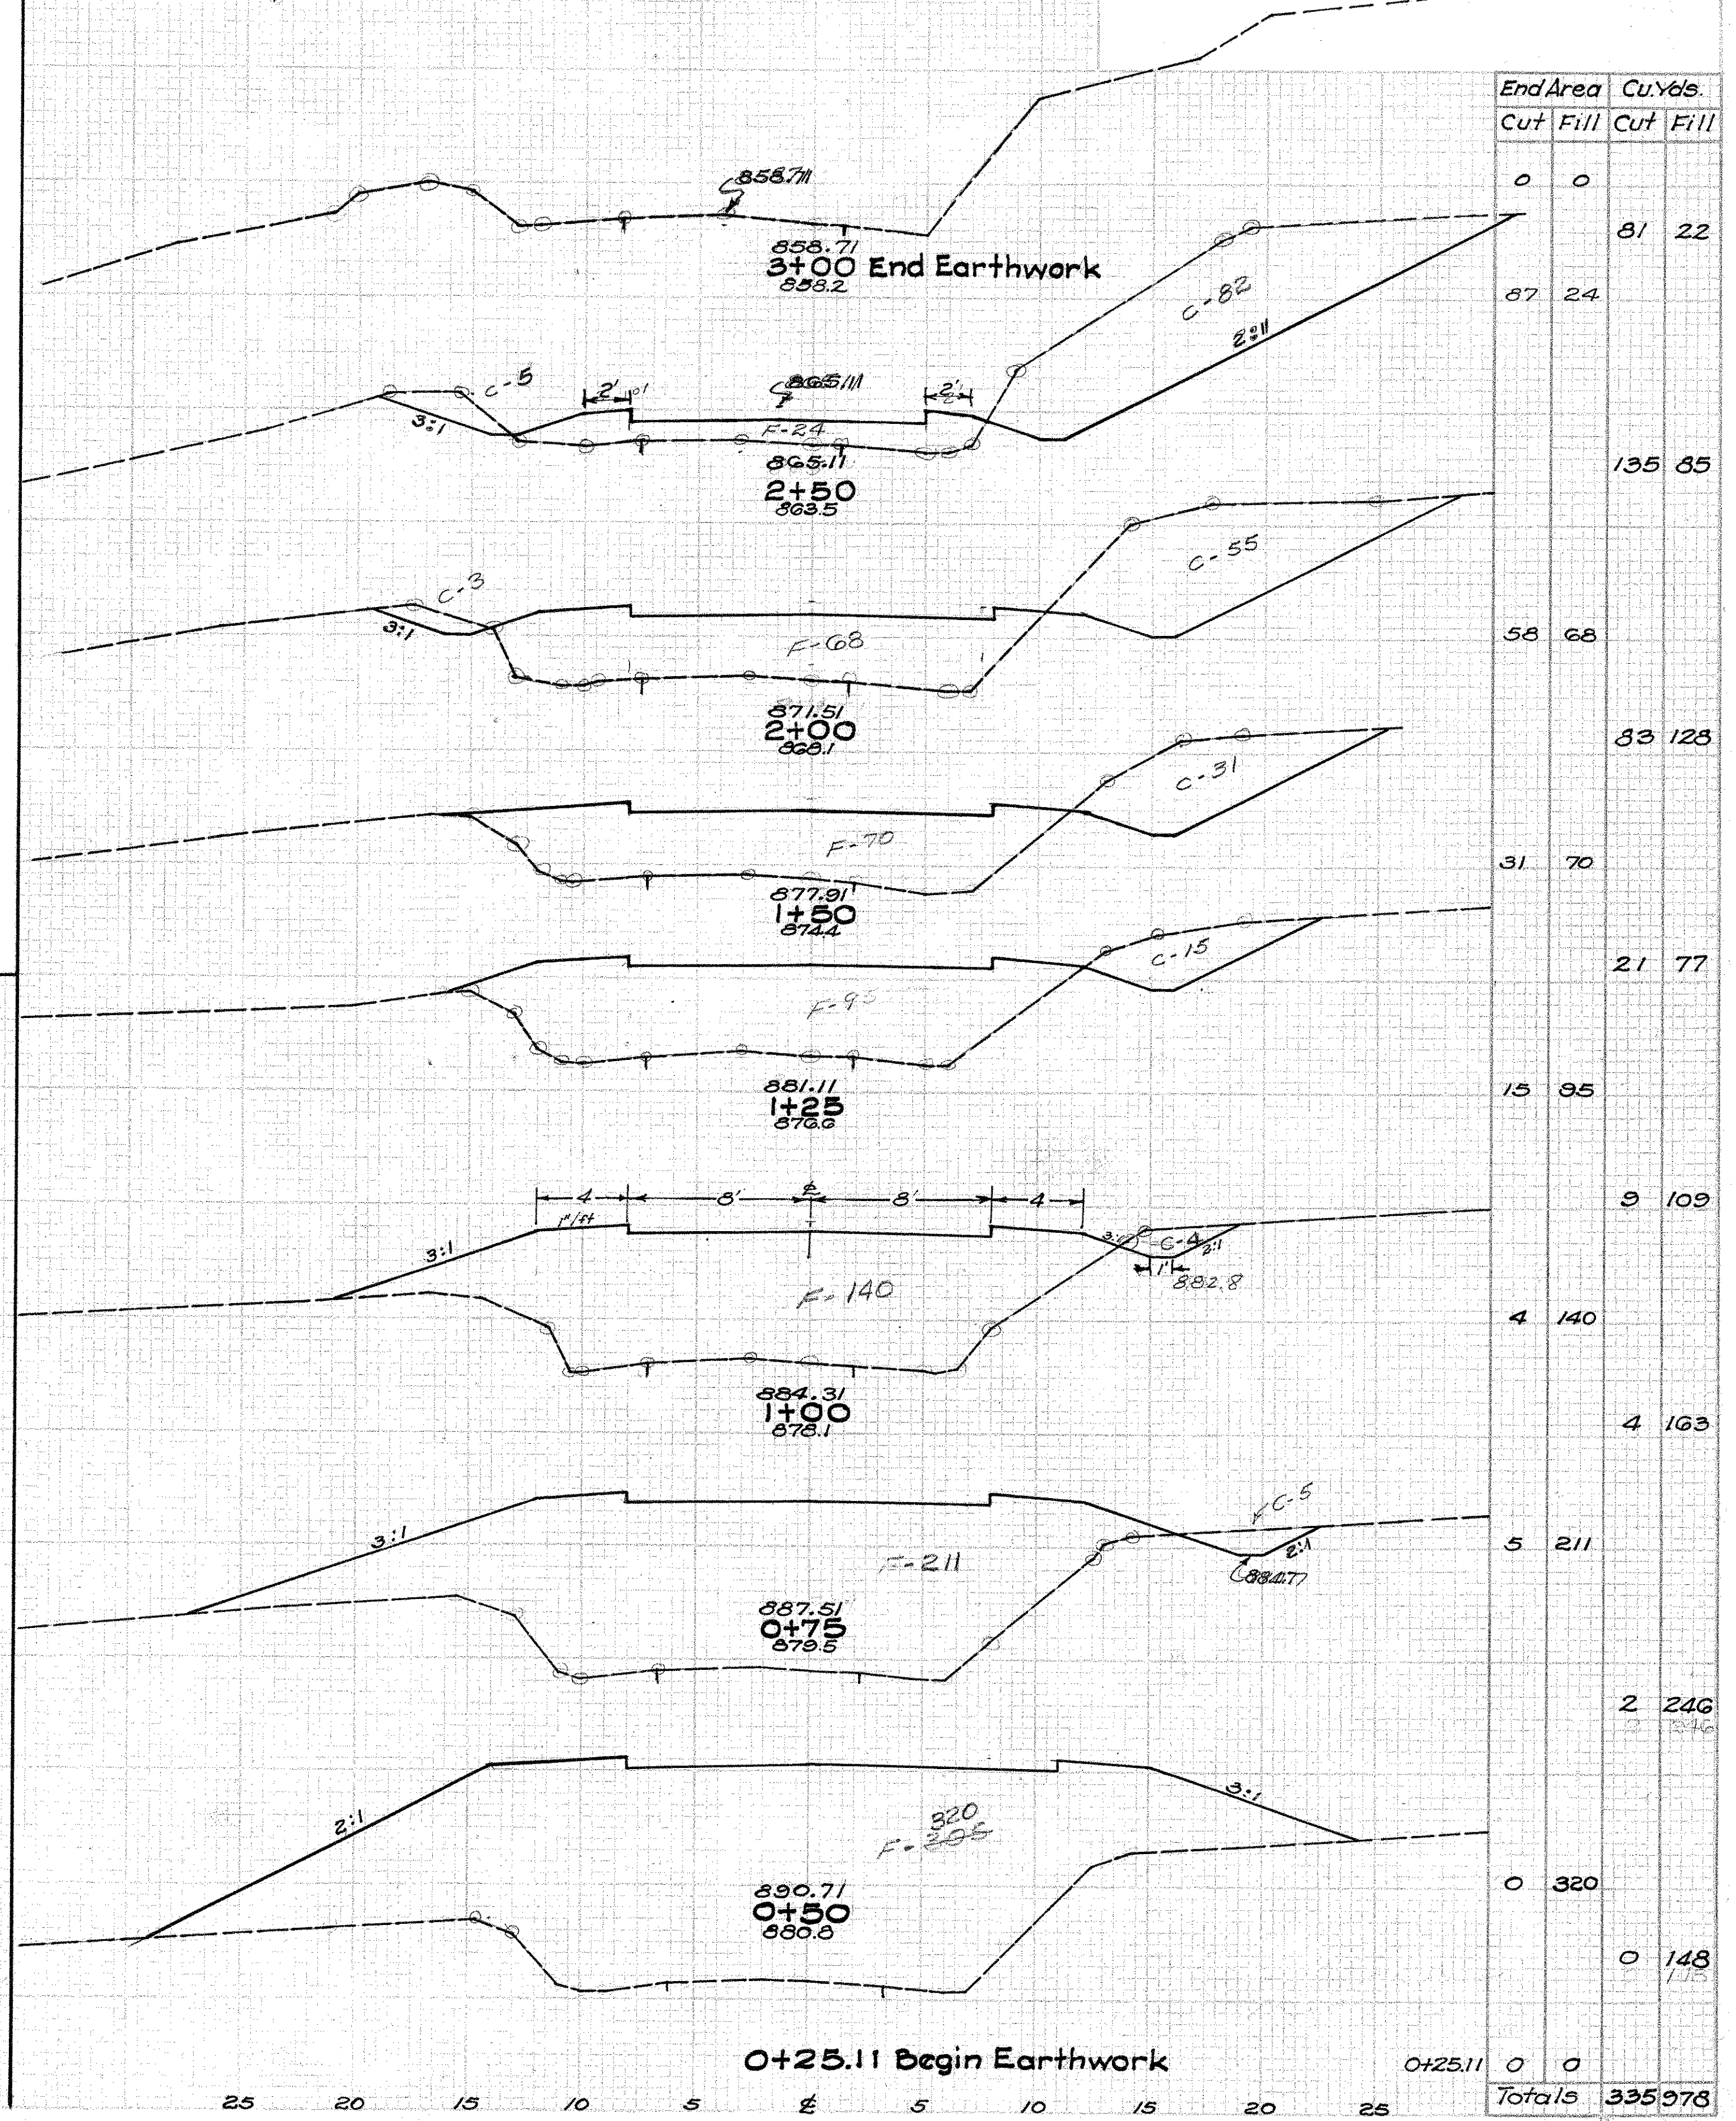 End Area Cu.Yds.
Cut Fill Cut Fill
0 0
858.71
81 22
858.71
3+00 End Earthwork
858.2
C-82
87 24
2:1
C-5
2' 2'
3:1
F-24
865.11
135 85
2+50
863.5
C-55
C-3
3:1
F-68
58 68
871.51
2+00
868.1
83 128
C-31
F-70
31 70
877.91
1+50
874.4
C-15
21 77
F-95
881.11
1+25
876.6
15 95
4 8' ℄ 8' 4
9 109
1"/ft
3:1
3:1 C-4 2:1
1'
882.8
F-140
4 140
884.31
1+00
878.1
4 163
C-5
3:1
2:1
5 211
F-211
884.7
887.51
0+75
879.5
2 246
246
3:1
2:1
320
F-305
890.71
0 320
0+50
880.8
0 148
0+25.11 Begin Earthwork
0+25.11 0 0
25 20 15 10 5 ℄ 5 10 15 20 25
Totals 335 978